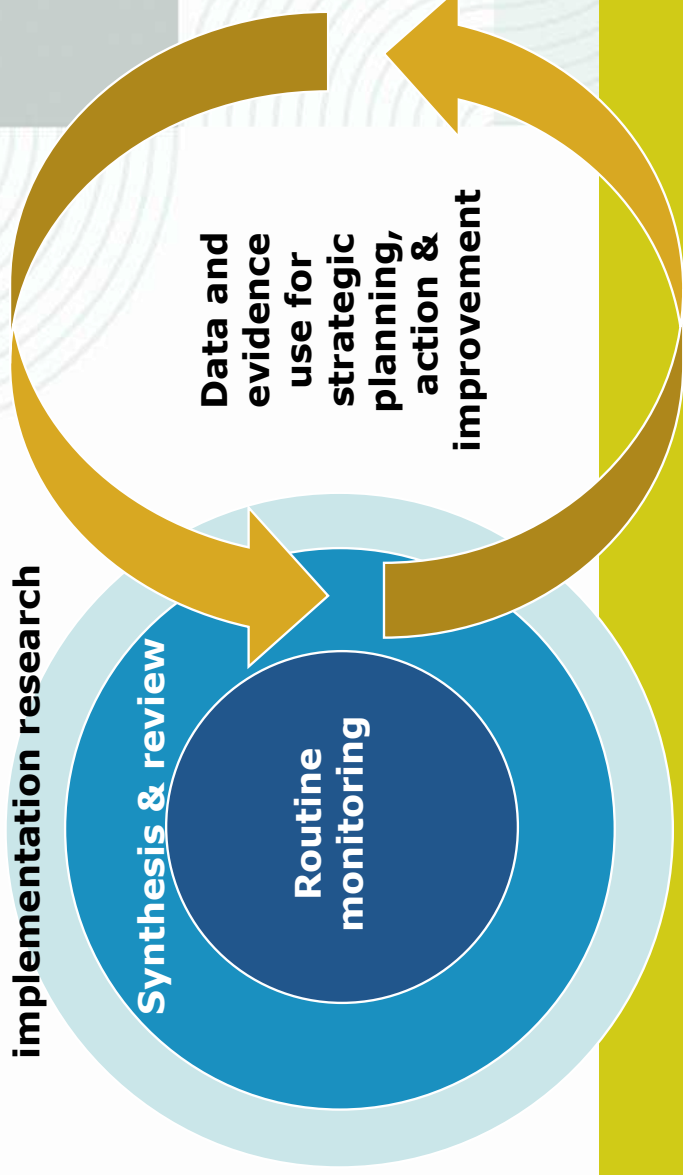 implementation research
Synthesis & review
Routine
monitoring
Data and
evidence
use for
strategic
planning,
action &
improvement